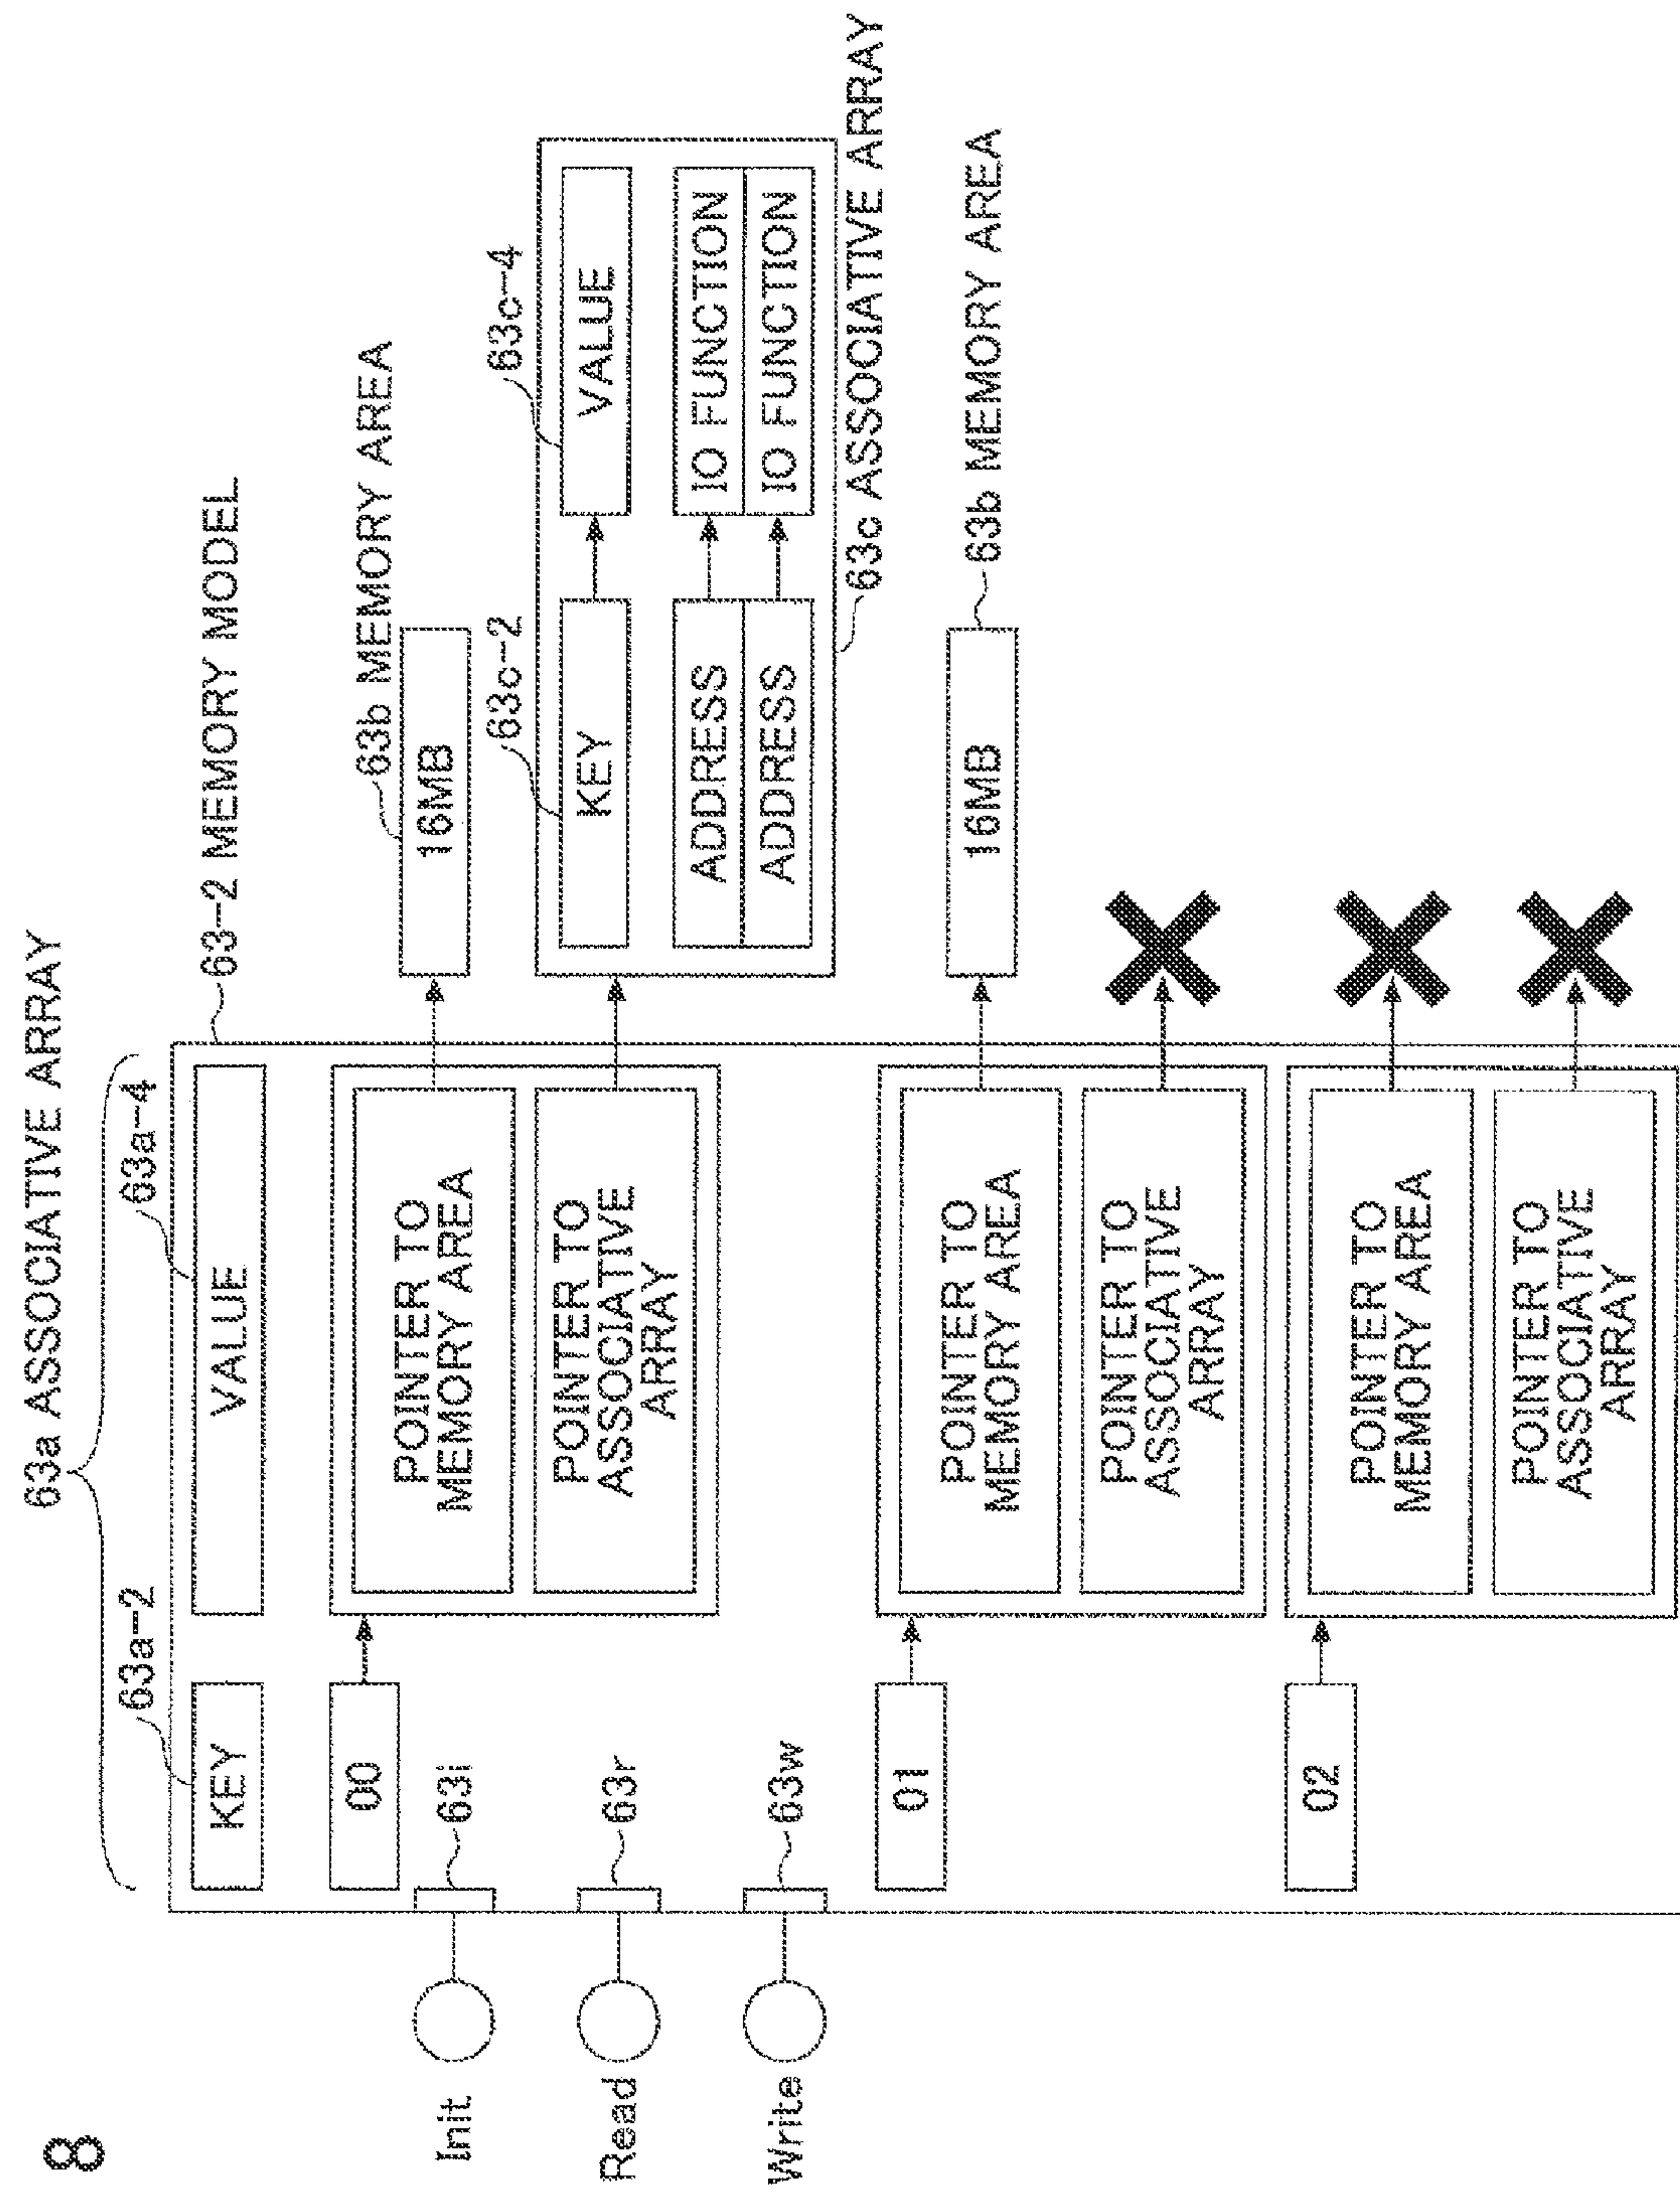 8
63a ASSOCIATIVE ARRAY
63a-2
63a-4
63-2 MEMORY MODEL
KEY
VALUE
00
POINTER TO
MEMORY AREA
63b MEMORY AREA
16MB
Init
63i
POINTER TO
ASSOCIATIVE
ARRAY
63c-2
63c-4
KEY
VALUE
ADDRESS
IO FUNCTION
ADDRESS
IO FUNCTION
63c ASSOCIATIVE ARRAY
Read
63r
Write
63w
01
POINTER TO
MEMORY AREA
16MB
63b MEMORY AREA
POINTER TO
ASSOCIATIVE
ARRAY
02
POINTER TO
MEMORY AREA
POINTER TO
ASSOCIATIVE
ARRAY